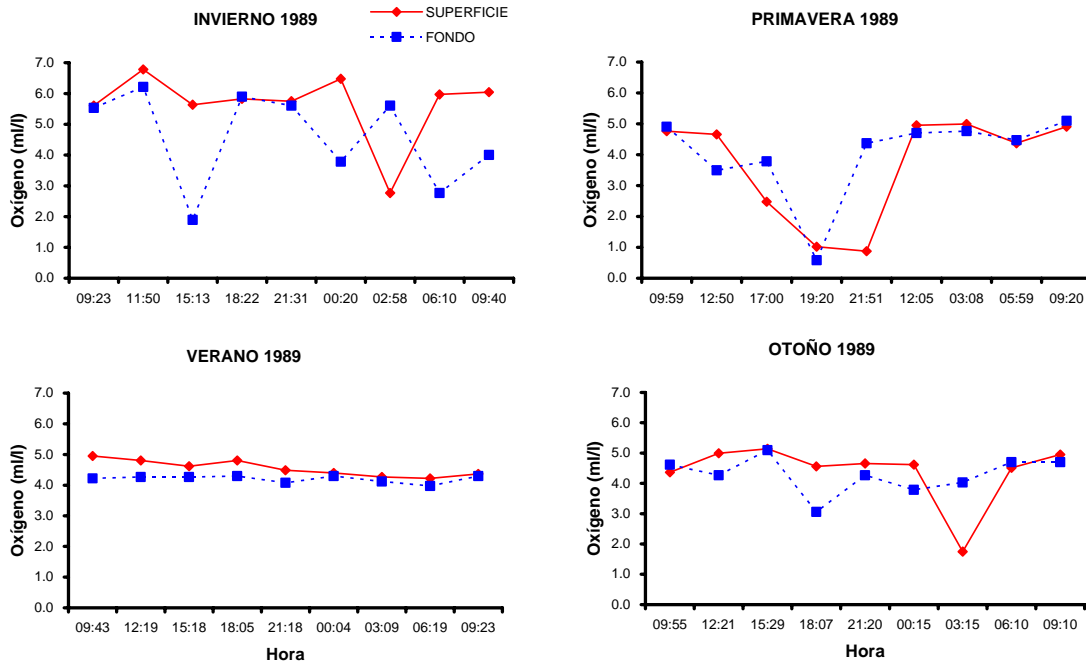 INVIERNO 1989
SUPERFICIE
FONDO
Oxígeno (ml/l)
7.0
6.0
5.0
4.0
3.0
2.0
1.0
0.0
09:23 11:50 15:13 18:22 21:31 00:20 02:58 06:10 09:40
PRIMAVERA 1989
Oxígeno (ml/l)
7.0
6.0
5.0
4.0
3.0
2.0
1.0
0.0
09:59 12:50 17:00 19:20 21:51 12:05 03:08 05:59 09:20
VERANO 1989
Oxígeno (ml/l)
7.0
6.0
5.0
4.0
3.0
2.0
1.0
0.0
09:43 12:19 15:18 18:05 21:18 00:04 03:09 06:19 09:23
Hora
OTOÑO 1989
Oxígeno (ml/l)
7.0
6.0
5.0
4.0
3.0
2.0
1.0
0.0
09:55 12:21 15:29 18:07 21:20 00:15 03:15 06:10 09:10
Hora